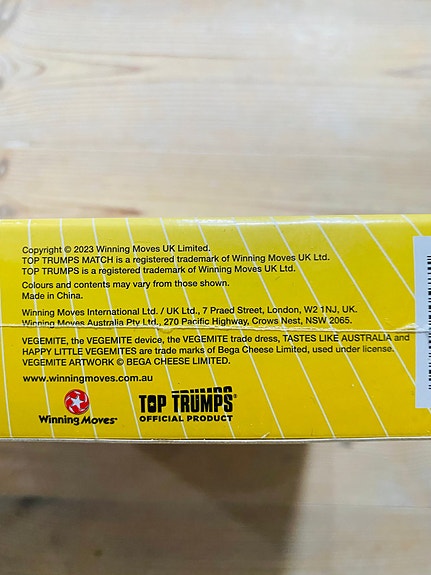 Copyright © 2023 Winning Moves UK Limited.
TOP TRUMPS MATCH is a registered trademark of Winning Moves UK Ltd.
TOP TRUMPS is a registered trademark of Winning Moves UK Ltd.
Colours and contents may vary from those shown.
Made in China.
Winning Moves International Ltd. / UK Ltd., 7 Praed Street, London, W2 1NJ, UK.
Winning Moves Australia Pty Ltd., 270 Pacific Highway, Crows Nest, NSW 2065.
VEGEMITE, the VEGEMITE device, the VEGEMITE trade dress, TASTES LIKE AUSTRALIA and
HAPPY LITTLE VEGEMITES are trade marks of Bega Cheese Limited, used under license.
VEGEMITE ARTWORK © BEGA CHEESE LIMITED.
www.winningmoves.com.au
Winning Moves™
TOP TRUMPS®
OFFICIAL PRODUCT